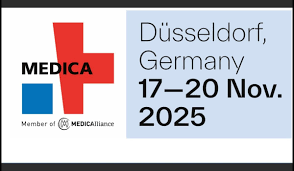 MEDICA
Member of MEDICAlliance
Düsseldorf,
Germany
17—20 Nov.
2025